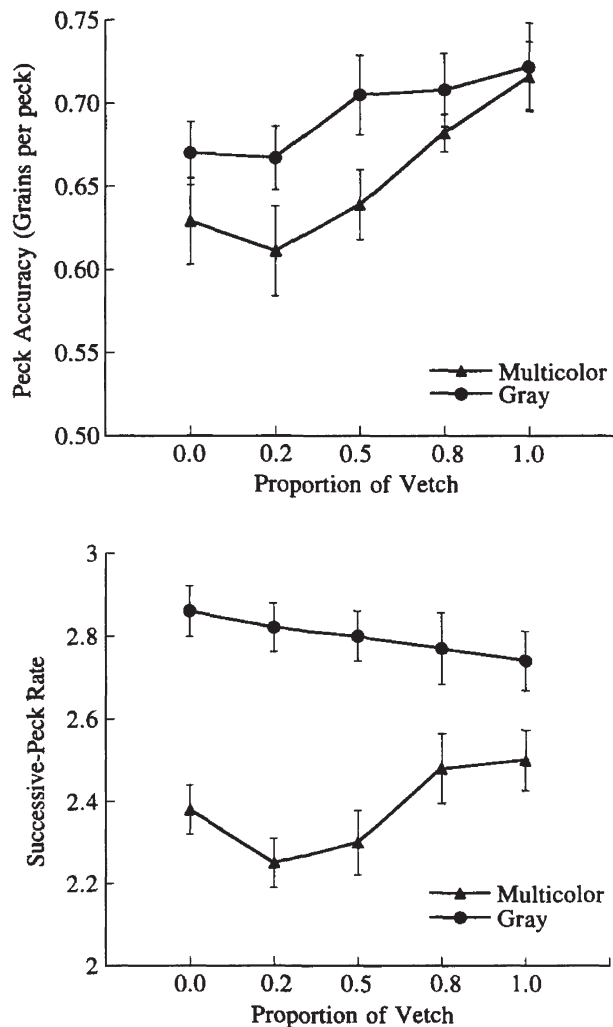 Peck Accuracy (Grains per peck)
0.75
0.70
0.65
0.60
0.55
0.50
Multicolor
Gray
0.0 0.2 0.5 0.8 1.0
Proportion of Vetch
Successive-Peck Rate
3
2.8
2.6
2.4
2.2
2
Multicolor
Gray
0.0 0.2 0.5 0.8 1.0
Proportion of Vetch